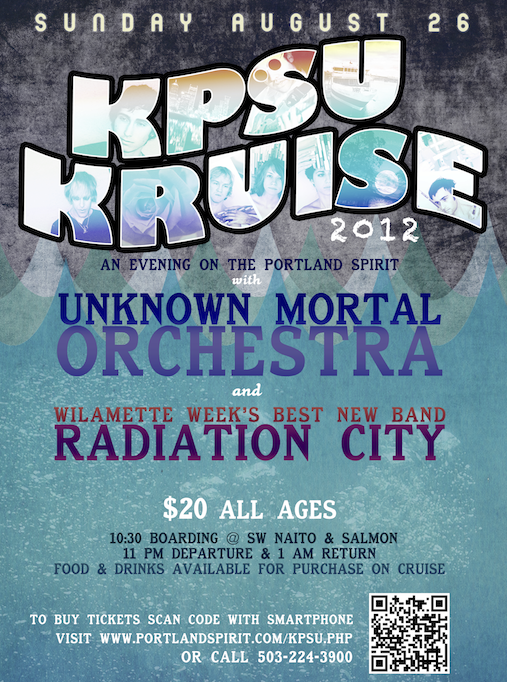 SUNDAY AUGUST 26
KPSU
KRUISE
2012
AN EVENING ON THE PORTLAND SPIRIT
with
UNKNOWN MORTAL
ORCHESTRA
and
WILAMETTE WEEK'S BEST NEW BAND
RADIATION CITY
$20 ALL AGES
10:30 BOARDING @ SW NAITO & SALMON
11 PM DEPARTURE & 1 AM RETURN
FOOD & DRINKS AVAILABLE FOR PURCHASE ON CRUISE
TO BUY TICKETS SCAN CODE WITH SMARTPHONE
VISIT WWW.PORTLANDSPIRIT.COM/KPSU.PHP
OR CALL 503-224-3900